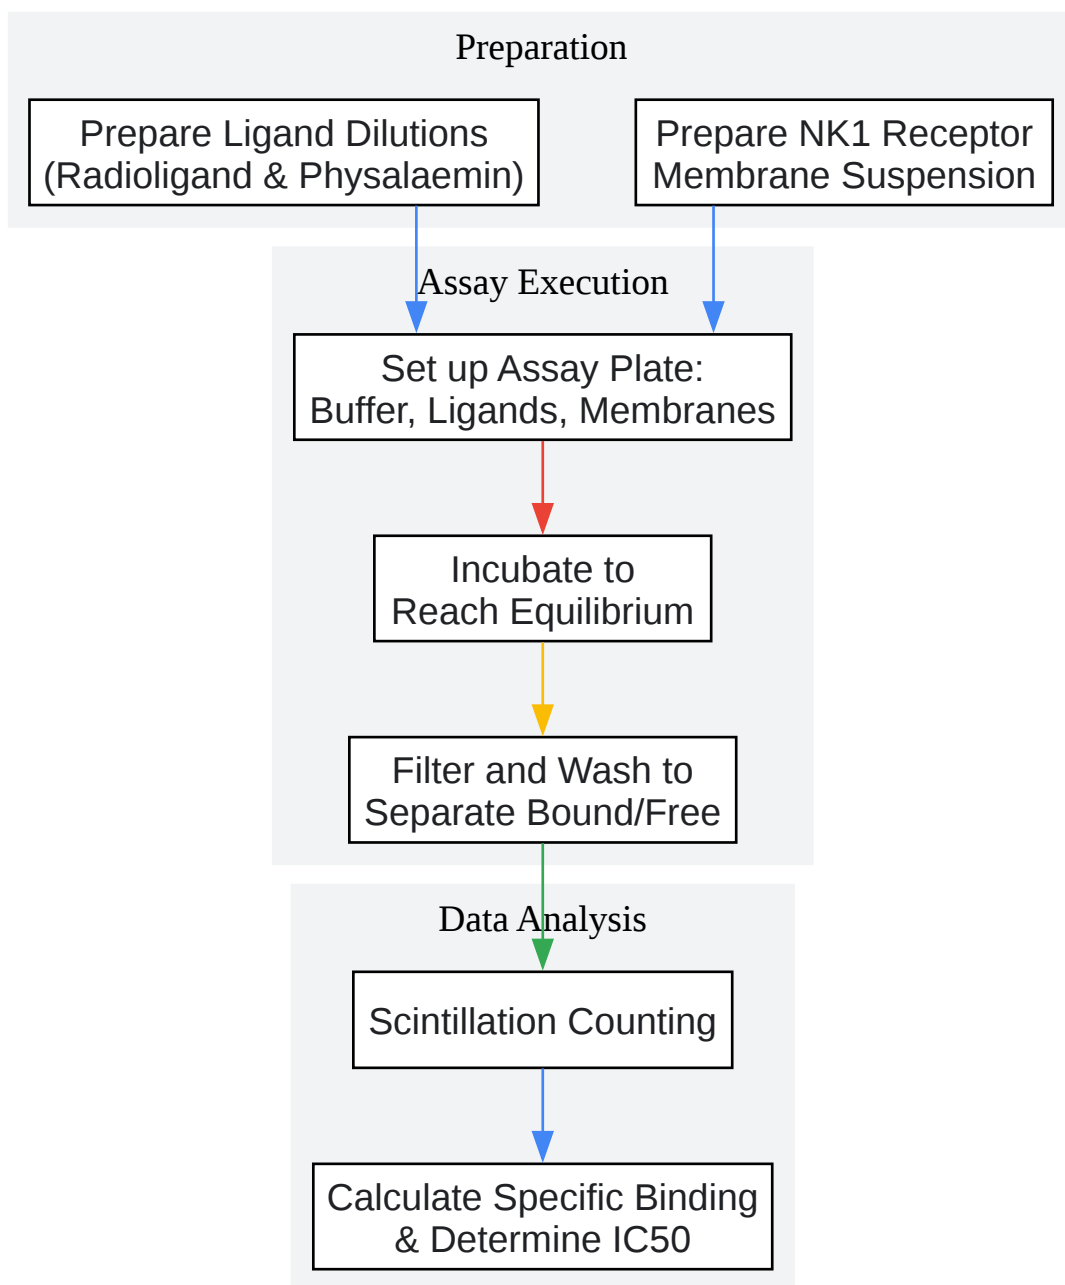 Preparation
Prepare Ligand Dilutions
(Radioligand & Physalaemin)
Prepare NK1 Receptor
Membrane Suspension
Assay Execution
Set up Assay Plate:
Buffer, Ligands, Membranes
Incubate to
Reach Equilibrium
Filter and Wash to
Separate Bound/Free
Data Analysis
Scintillation Counting
Calculate Specific Binding
& Determine IC50